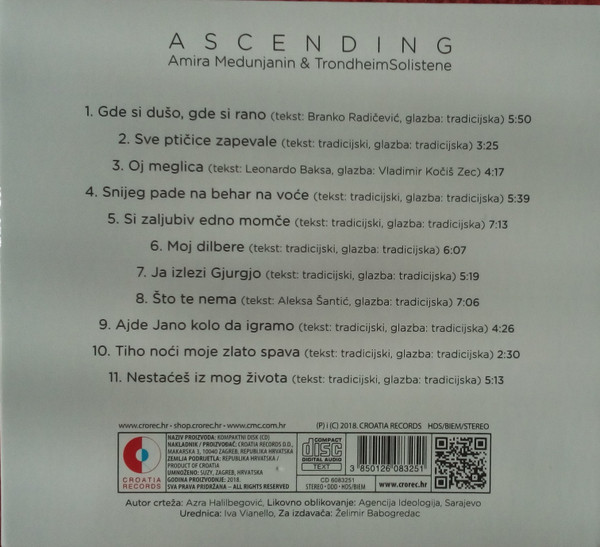 ASCENDING
Amira Medunjanin & TrondheimSolistene
1. Gde si dušo, gde si rano (tekst: Branko Radičević, glazba: tradicijska) 5:50
2. Sve ptičice zapevale (tekst: tradicijski, glazba: tradicijska) 3:25
3. Oj meglica (tekst: Leonardo Baksa, glazba: Vladimir Kočiš Zec) 4:17
4. Snijeg pade na behar na voće (tekst: tradicijski, glazba: tradicijska) 5:39
5. Si zaljubiv edno momče (tekst: tradicijski, glazba: tradicijska) 7:13
6. Moj dilbere (tekst: tradicijski, glazba: tradicijska) 6:07
7. Ja izlezi Gjurgjo (tekst: tradicijski, glazba: tradicijska) 5:19
8. Što te nema (tekst: Aleksa Šantić, glazba: tradicijska) 7:06
9. Ajde Jano kolo da igramo (tekst: tradicijski, glazba: tradicijska) 4:26
10. Tiho noći moje zlato spava (tekst: tradicijski, glazba: tradicijska) 2:30
11. Nestaćeš iz mog života (tekst: tradicijski, glazba: tradicijska) 5:13
www.crorec.hr • shop.crorec.hr • www.cmc.com.hr (P) i (C) 2018. CROATIA RECORDS HDS/BIEM/STEREO
CROATIA RECORDS
NAZIV PROIZVODA: KOMPAKTNI DISK (CD)
NAKLADNIK / PROIZVOĐAČ: CROATIA RECORDS D.D.,
MAKARSKA 3, 10040 ZAGREB, REPUBLIKA HRVATSKA
ZEMLJA PODRIJETLA: REPUBLIKA HRVATSKA /
PRODUCT OF CROATIA
UMNOŽENO: SUZY, ZAGREB, HRVATSKA
GODINA PROIZVODNJE: 2018.
SVA PRAVA PRIDRŽANA – ALL RIGHTS RESERVED
COMPACT
disc
DIGITAL AUDIO
TEXT
CD 6083251
STEREO • DDD • HDS/BIEM
3 850126 083251
www.crorec.hr
Autor crteža: Azra Halilbegović, Likovno oblikovanje: Agencija Ideologija, Sarajevo
Urednica: Iva Vianello, Za izdavača: Želimir Babogredac